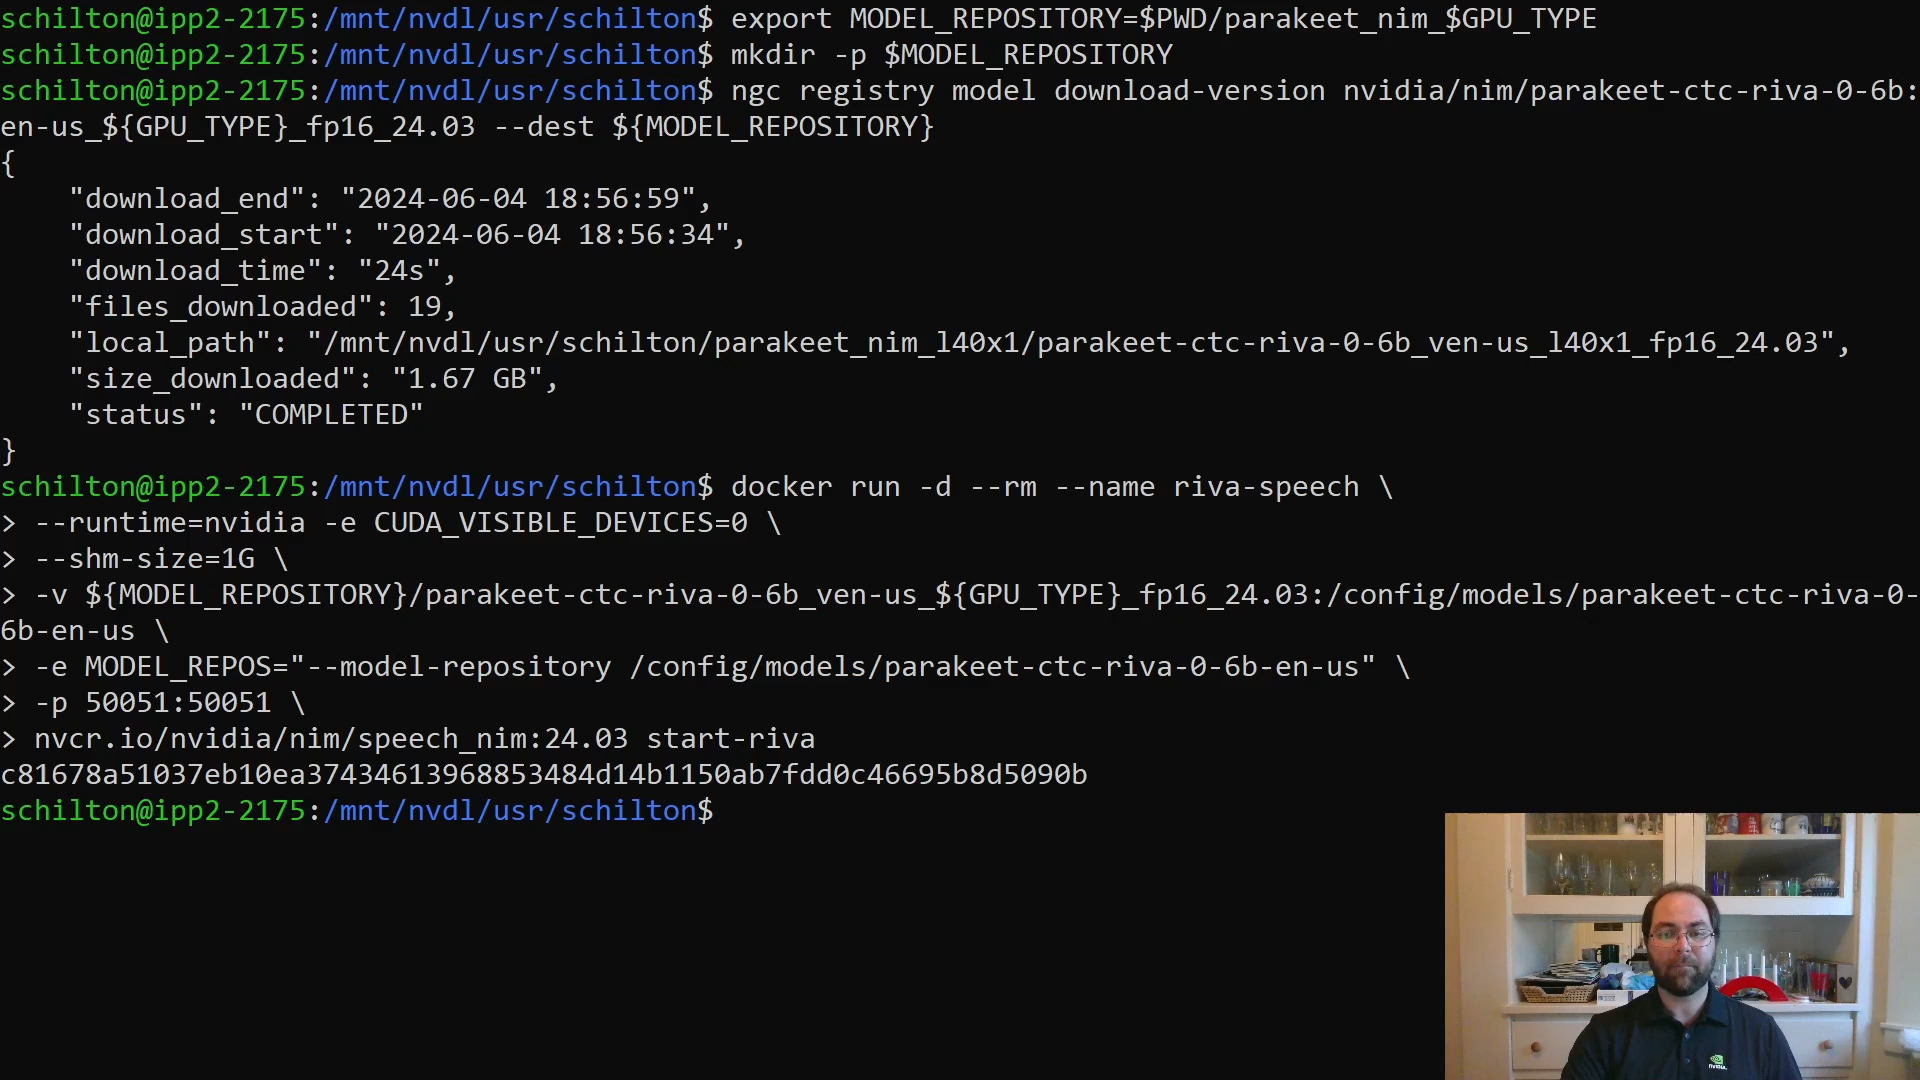 schilton@ipp2-2175:/mnt/nvdl/usr/schilton$ export MODEL_REPOSITORY=$PWD/parakeet_nim_$GPU_TYPE
schilton@ipp2-2175:/mnt/nvdl/usr/schilton$ mkdir -p $MODEL_REPOSITORY
schilton@ipp2-2175:/mnt/nvdl/usr/schilton$ ngc registry model download-version nvidia/nim/parakeet-ctc-riva-0-6b:
en-us_${GPU_TYPE}_fp16_24.03 --dest ${MODEL_REPOSITORY}
{
    "download_end": "2024-06-04 18:56:59",
    "download_start": "2024-06-04 18:56:34",
    "download_time": "24s",
    "files_downloaded": 19,
    "local_path": "/mnt/nvdl/usr/schilton/parakeet_nim_l40x1/parakeet-ctc-riva-0-6b_ven-us_l40x1_fp16_24.03",
    "size_downloaded": "1.67 GB",
    "status": "COMPLETED"
}
schilton@ipp2-2175:/mnt/nvdl/usr/schilton$ docker run -d --rm --name riva-speech \
> --runtime=nvidia -e CUDA_VISIBLE_DEVICES=0 \
> --shm-size=1G \
> -v ${MODEL_REPOSITORY}/parakeet-ctc-riva-0-6b_ven-us_${GPU_TYPE}_fp16_24.03:/config/models/parakeet-ctc-riva-0-
6b-en-us \
> -e MODEL_REPOS="--model-repository /config/models/parakeet-ctc-riva-0-6b-en-us" \
> -p 50051:50051 \
> nvcr.io/nvidia/nim/speech_nim:24.03 start-riva
c81678a51037eb10ea37434613968853484d14b1150ab7fdd0c46695b8d5090b
schilton@ipp2-2175:/mnt/nvdl/usr/schilton$
NVIDIA